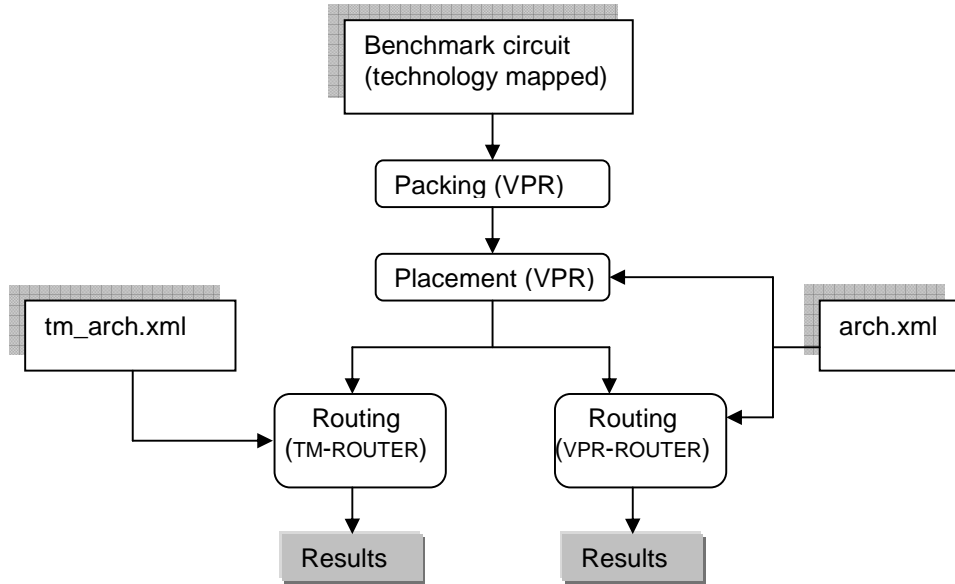 Benchmark circuit
(technology mapped)
Packing (VPR)
Placement (VPR)
tm_arch.xml
arch.xml
Routing
(TM-ROUTER)
Routing
(VPR-ROUTER)
Results
Results